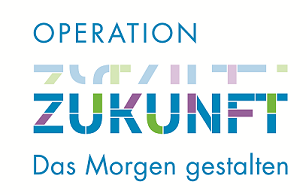 OPERATION
ZUKUNFT
Das Morgen gestalten